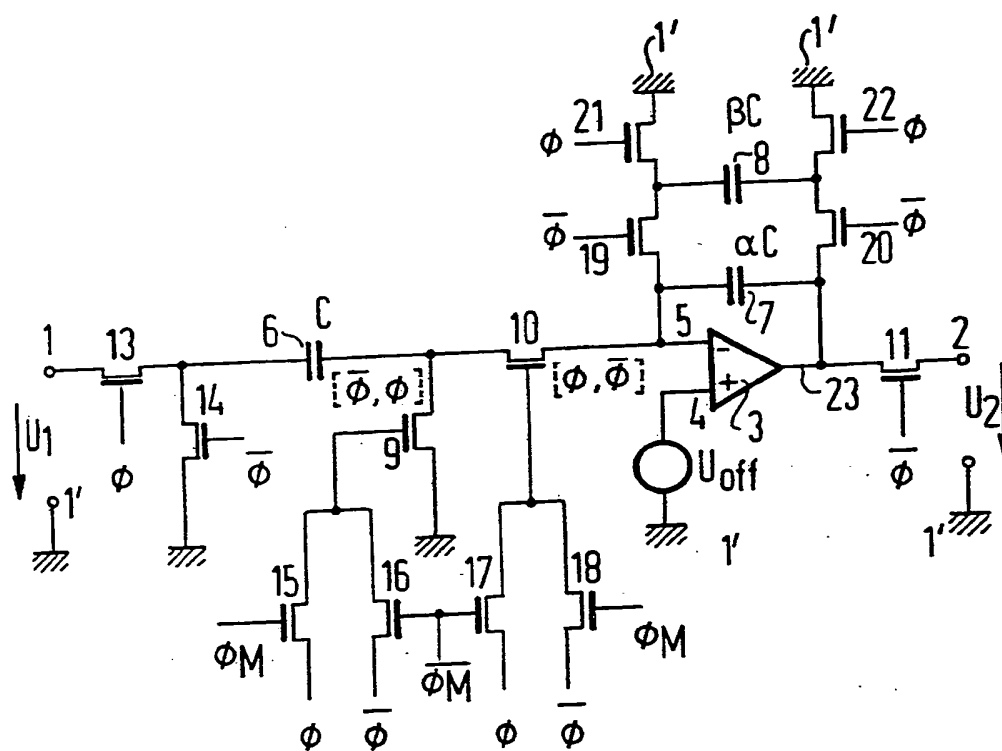 1' 1'
21 βC 22
ϕ ϕ
8
ϕ̅ ϕ̅
19 αC 20
6 C 10 5 7 2
1 13 11
[ϕ̅, ϕ] [ϕ, ϕ̅]
- +
14 4 3 23
U1 ϕ ϕ̅ 9 Uoff ϕ̅ U2
1' 1' 1'
15 16 17 18
ϕM ϕ̅M̅ ϕM
ϕ ϕ̅ ϕ ϕ̅